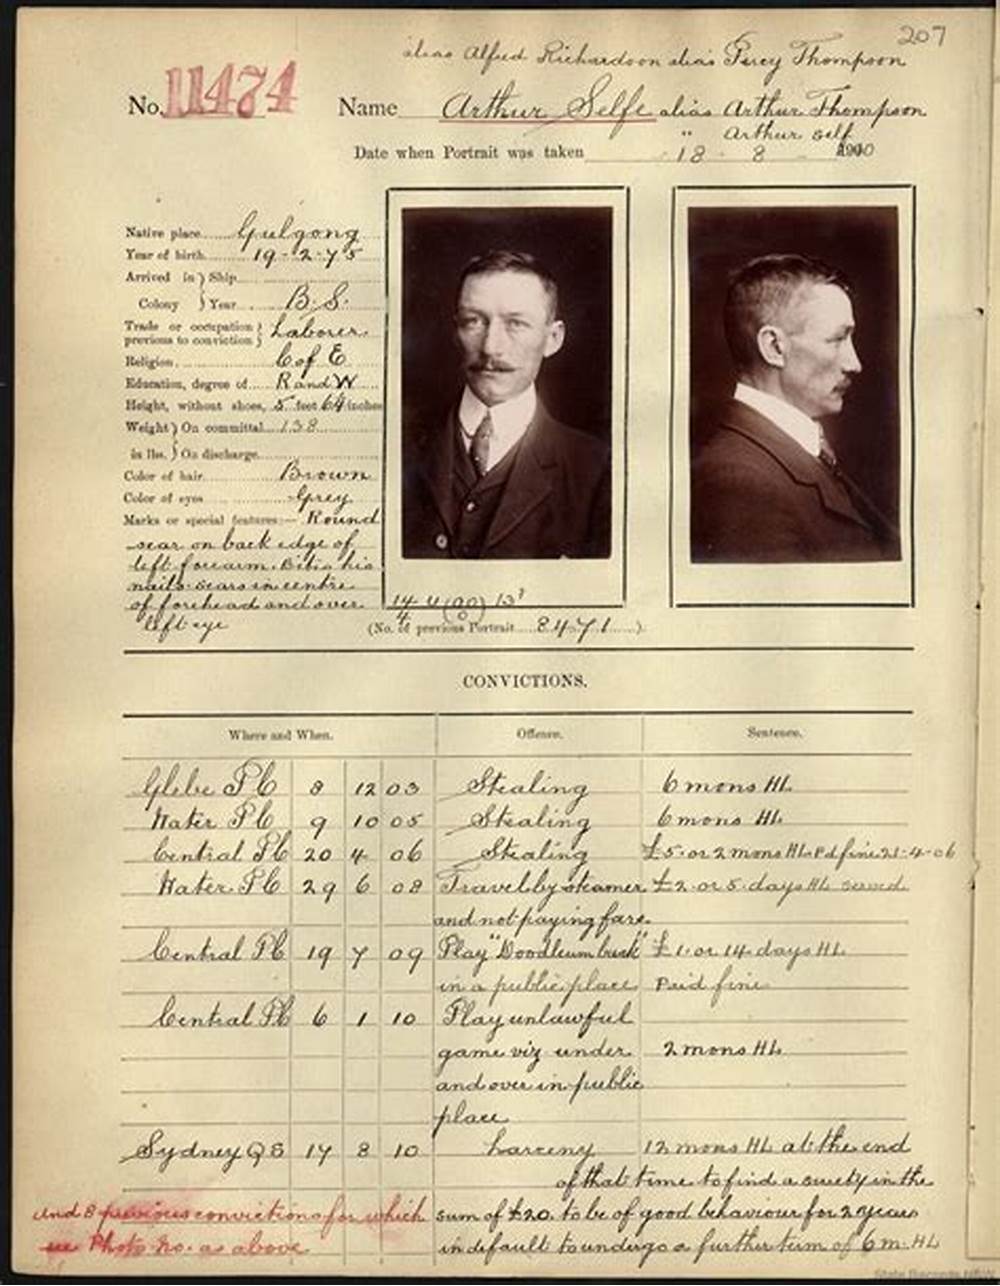 207
alias Alfred Richardson alias Percy Thompson
No. 11474 Name Arthur Selfe alias Arthur Thompson
" Arthur Self
Date when Portrait was taken 18 - 8 - 1910
Native place Gulgong
Year of birth 19-2-75
Arrived in } Ship
Colony } Year B.S.
Trade or occupation } Laborer
previous to conviction }
Religion C of E
Education, degree of R and W
Height, without shoes, 5 feet 6¼ inches
Weight } On committal 138
in lbs. } On discharge
Color of hair Brown
Color of eyes Grey
Marks or special features:— Round
scar on back edge of
left forearm. Bites his
nails. scars in centre
of forehead and over
left eye
(No. of previous Portrait 8471)
CONVICTIONS.
Where and When. Offence. Sentence.
Glebe PC 8 12 03 Stealing 6 mons HL
Water PC 9 10 05 Stealing 6 mons HL
Central PC 20 4 06 Stealing £5 or 2 mons HL Pd fine 21-4-06
Water PC 29 6 08 Travel by steamer £2 or 5 days HL served
and not paying fare.
Central PC 19 7 09 Play "Doodleumbuck" £1 or 14 days HL
in a public place Paid fine
Central PC 6 1 10 Play unlawful
game viz under 2 mons HL
and over in public
place
Sydney QS 17 8 10 Larceny 12 mons HL at the end
of that time to find a surety in the
and 8 previous convictions for which sum of £20. to be of good behaviour for 2 years
see Photo No. as above in default to undergo a further term of 6 m. HL
State Records NSW